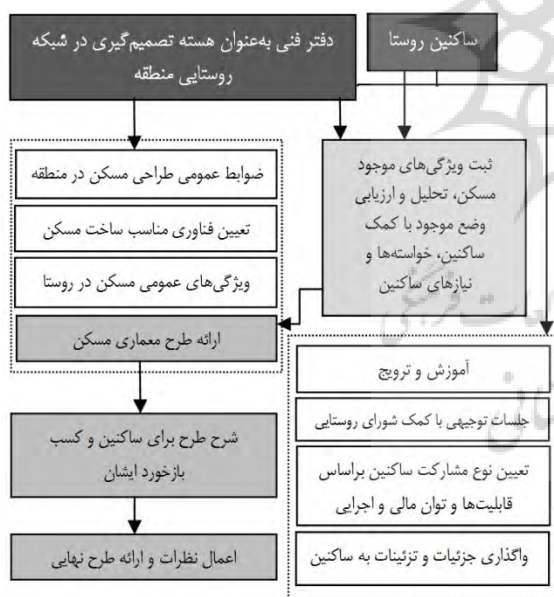 دفتر فنی به‌عنوان هسته تصمیم‌گیری در شبکه
روستایی منطقه
ساکنین روستا
ضوابط عمومی طراحی مسکن در منطقه
تعیین فناوری مناسب ساخت مسکن
ویژگی‌های عمومی مسکن در روستا
ارائه طرح معماری مسکن
ثبت ویژگی‌های موجود
مسکن، تحلیل و ارزیابی
وضع موجود با کمک
ساکنین، خواسته‌ها و
نیازهای ساکنین
شرح طرح برای ساکنین و کسب
بازخورد ایشان
اعمال نظرات و ارائه طرح نهایی
آموزش و ترویج
جلسات توجیهی با کمک شورای روستایی
تعیین نوع مشارکت ساکنین براساس
قابلیت‌ها و توان مالی و اجرایی
واگذاری جزئیات و تزئینات به ساکنین